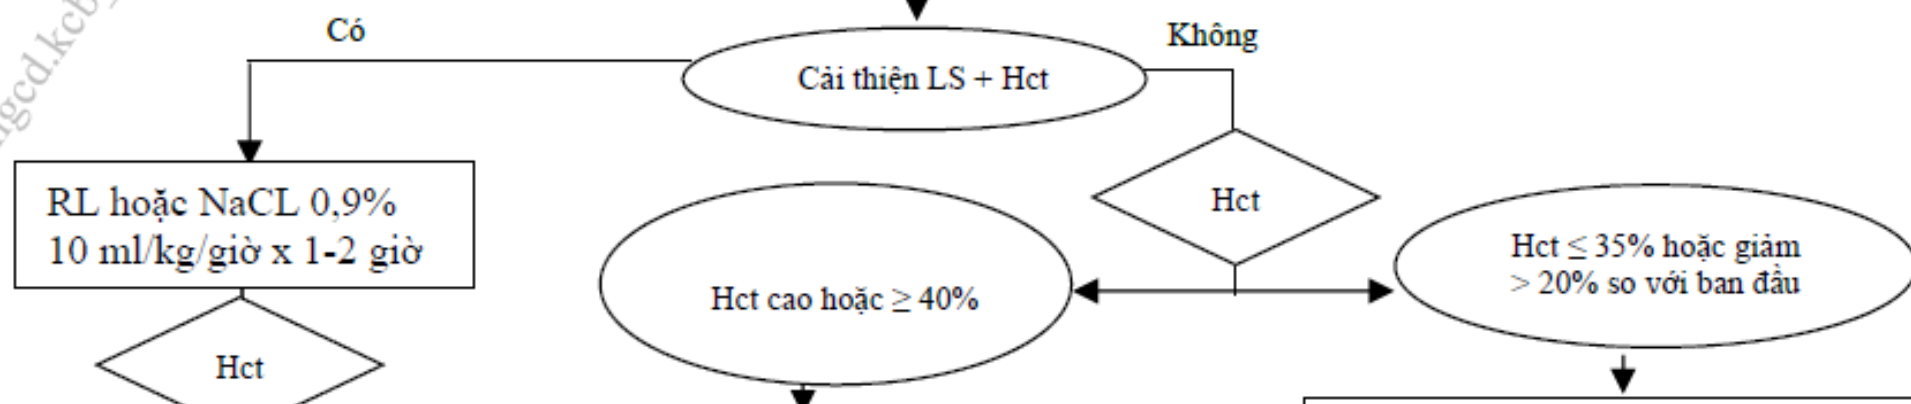 Có
Không
Cải thiện LS + Hct
RL hoặc NaCL 0,9%
10 ml/kg/giờ x 1-2 giờ
Hct
Hct cao hoặc ≥ 40%
Hct ≤ 35% hoặc giảm
> 20% so với ban đầu
Hct